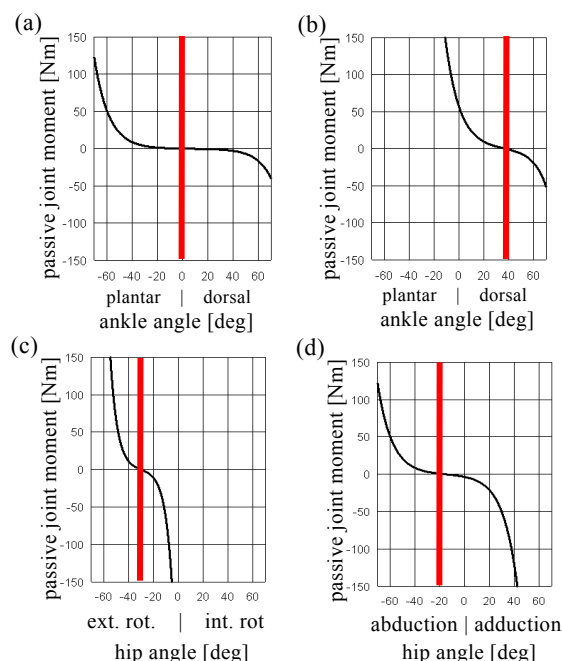 (a)
passive joint moment [Nm]
150
100
50
0
-50
-100
-150
-60 -40 -20 0 20 40 60
plantar | dorsal
ankle angle [deg]
(b)
passive joint moment [Nm]
150
100
50
0
-50
-100
-150
-60 -40 -20 0 20 40 60
plantar | dorsal
ankle angle [deg]
(c)
passive joint moment [Nm]
150
100
50
0
-50
-100
-150
-60 -40 -20 0 20 40 60
ext. rot. | int. rot
hip angle [deg]
(d)
passive joint moment [Nm]
150
100
50
0
-50
-100
-150
-60 -40 -20 0 20 40 60
abduction | adduction
hip angle [deg]